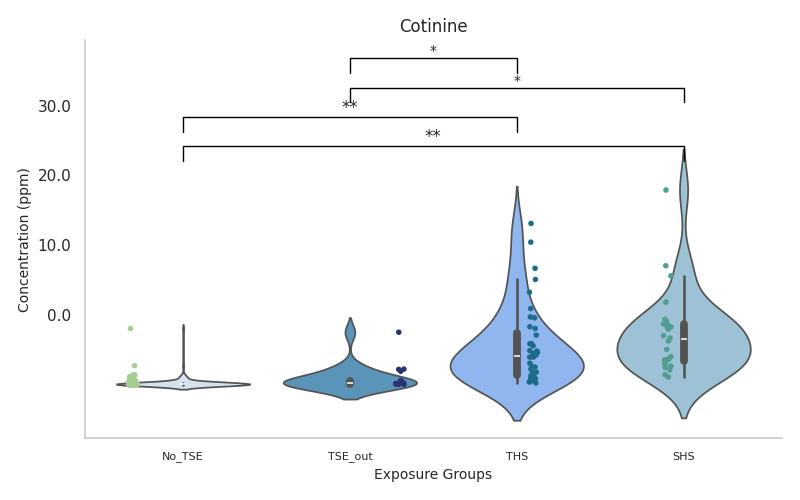 Cotinine
*
*
**
**
30.0
20.0
10.0
0.0
Concentration (ppm)
No_TSE
TSE_out
THS
SHS
Exposure Groups